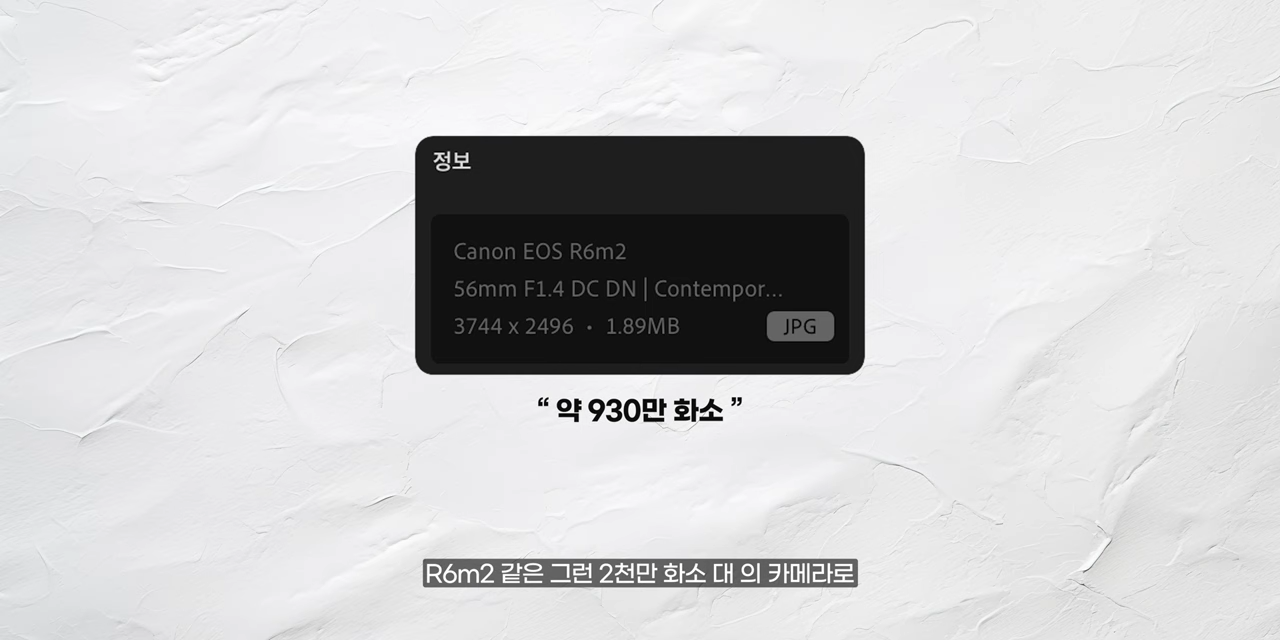 정보
Canon EOS R6m2
56mm F1.4 DC DN | Contempor...
3744 x 2496 • 1.89MB
JPG
“ 약 930만 화소 ”
R6m2 같은 그런 2천만 화소 대 의 카메라로